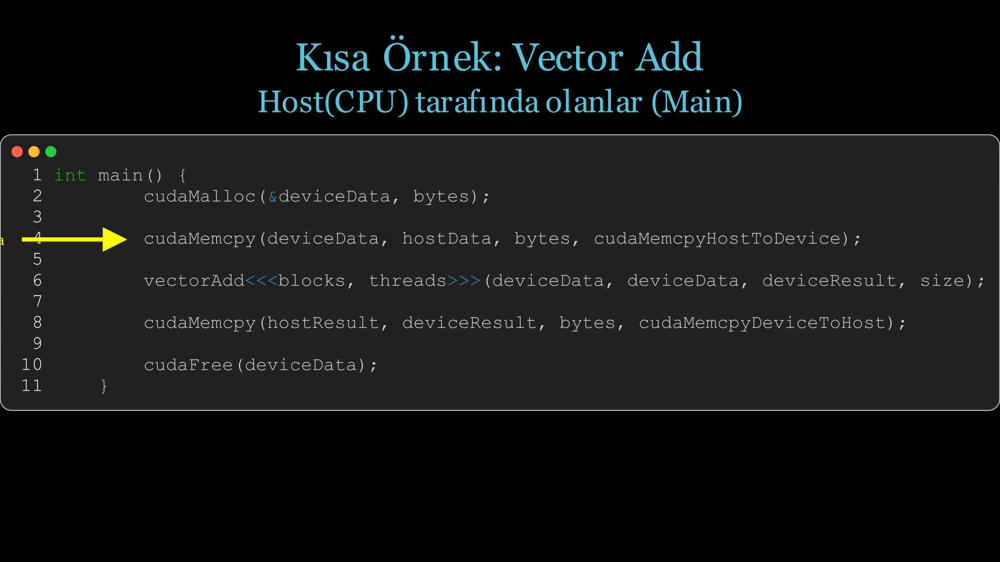 Kısa Örnek: Vector Add
Host(CPU) tarafında olanlar (Main)
1 int main() {
2 cudaMalloc(&deviceData, bytes);
3
4 cudaMemcpy(deviceData, hostData, bytes, cudaMemcpyHostToDevice);
5
6 vectorAdd<<<blocks, threads>>>(deviceData, deviceData, deviceResult, size);
7
8 cudaMemcpy(hostResult, deviceResult, bytes, cudaMemcpyDeviceToHost);
9
10 cudaFree(deviceData);
11 }